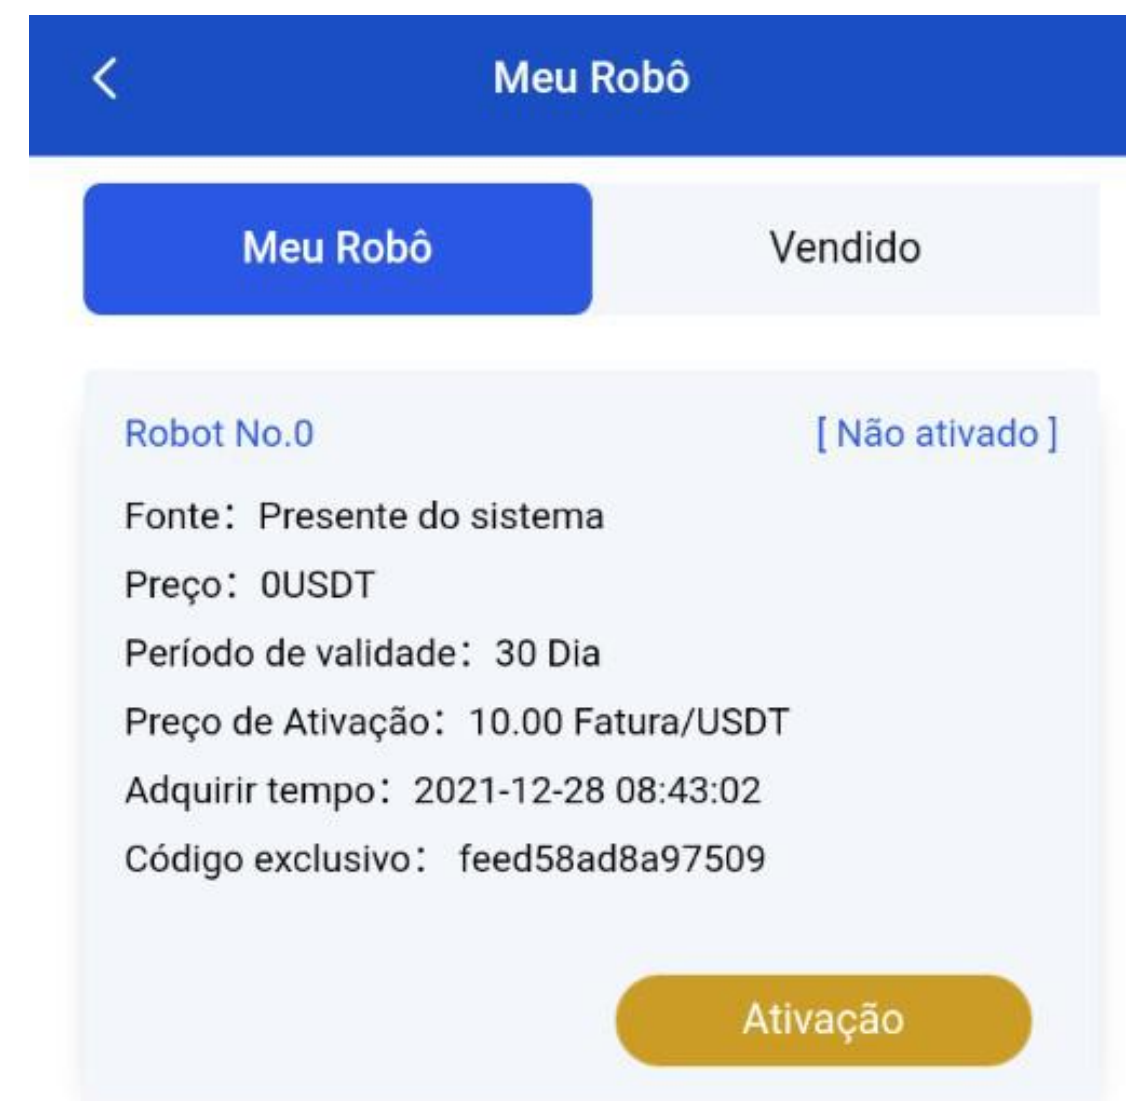 Meu Robô
Meu Robô
Vendido
Robot No.0
[ Não ativado ]
Fonte： Presente do sistema
Preço： 0USDT
Período de validade： 30 Dia
Preço de Ativação： 10.00 Fatura/USDT
Adquirir tempo： 2021-12-28 08:43:02
Código exclusivo： feed58ad8a97509
Ativação